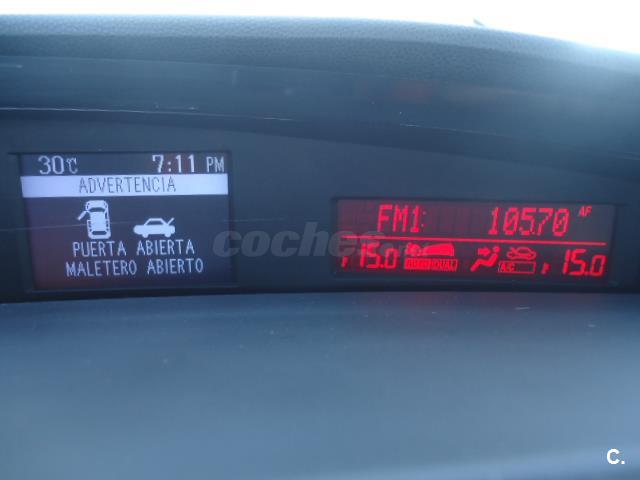 30℃ 7:11 PM
ADVERTENCIA
PUERTA ABIERTA
MALETERO ABIERTO
FM1: 105.70 AF
15.0 AUTO DUAL A/C 15.0
coches.net
C.